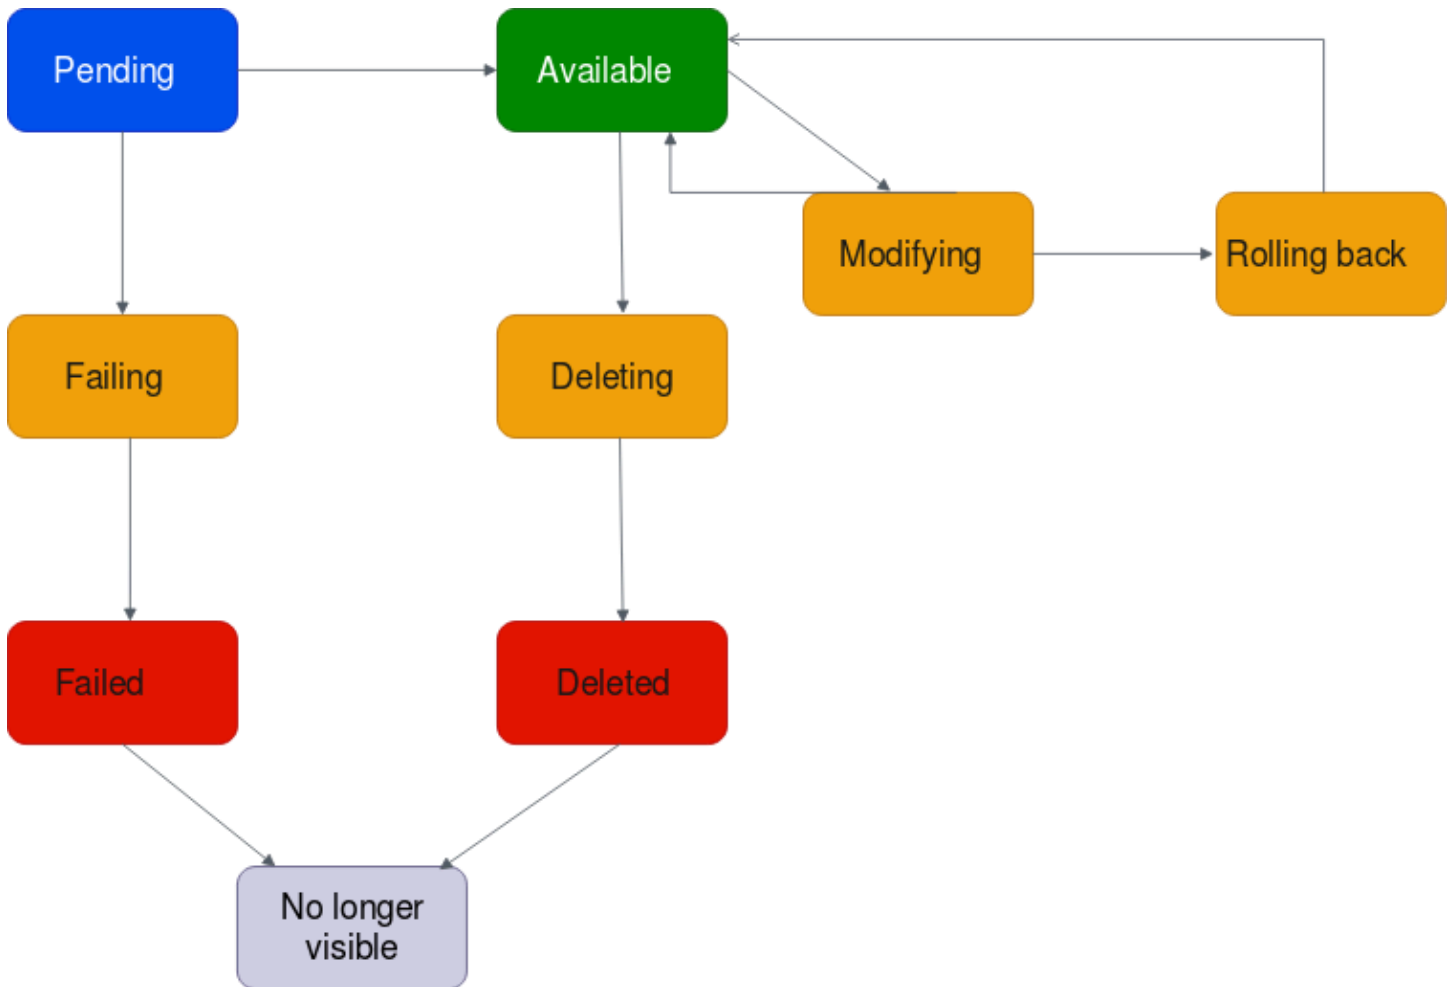 Pending
Available
Modifying
Rolling back
Failing
Deleting
Failed
Deleted
No longer
visible